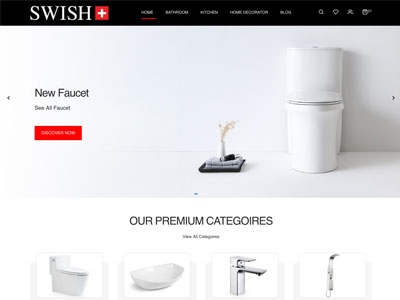 SWISH
HOME BATHROOM KITCHEN HOME DECORATOR BLOG
New Faucet
See All Faucet
DISCOVER NOW
OUR PREMIUM CATEGOIRES
View All Categories